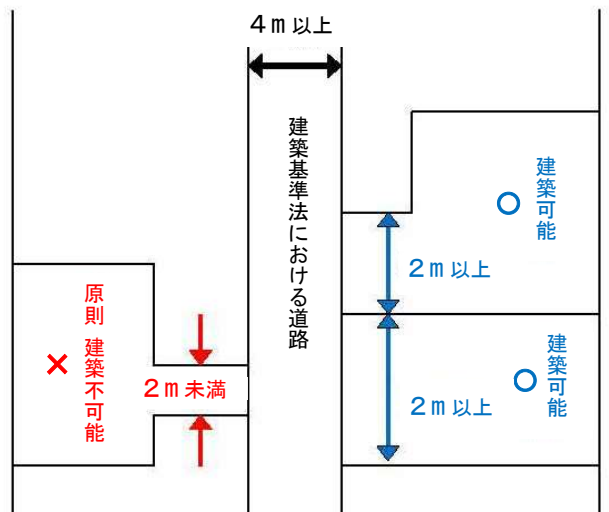 4m以上
建築基準法における道路
建築可能
2m以上
建築可能
2m以上
原則 建築不可能
2m未満